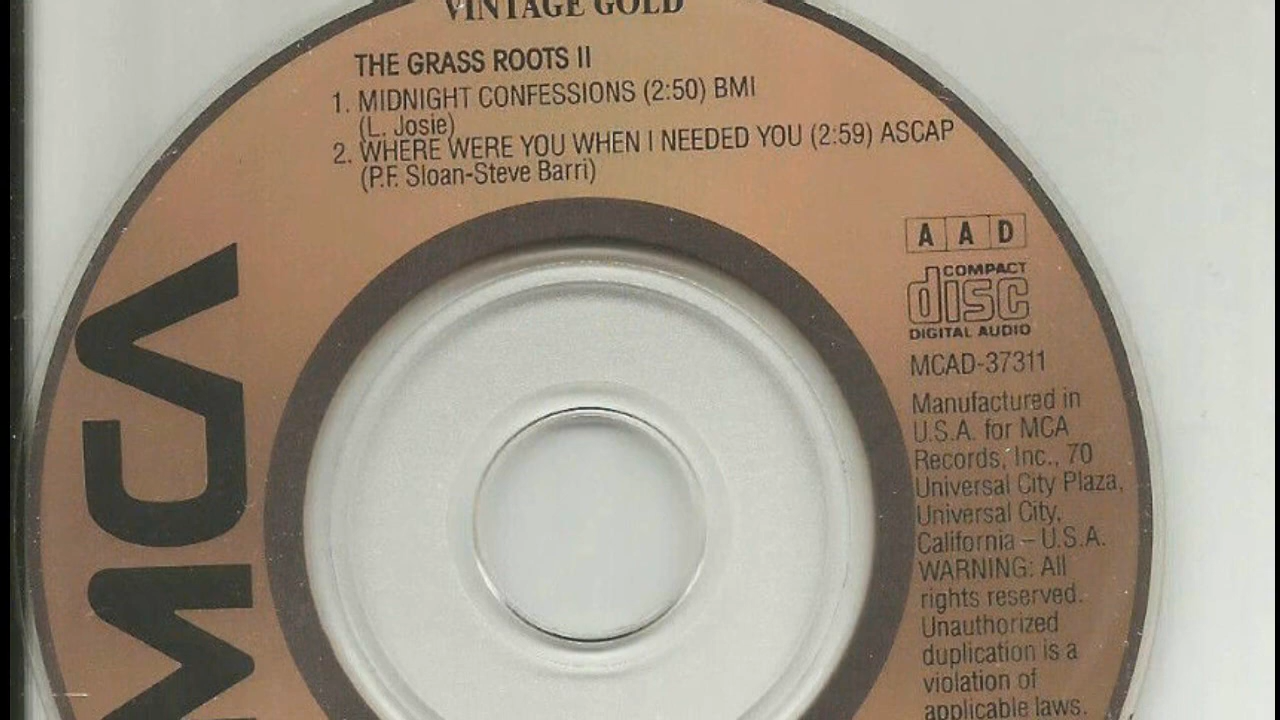 VINTAGE GOLD
THE GRASS ROOTS II
1. MIDNIGHT CONFESSIONS (2:50) BMI
(L. Josie)
2. WHERE WERE YOU WHEN I NEEDED YOU (2:59) ASCAP
(P.F. Sloan-Steve Barri)
AAD
COMPACT
disc
DIGITAL AUDIO
MCAD-37311
Manufactured in
U.S.A. for MCA
Records, Inc., 70
Universal City Plaza,
Universal City,
California – U.S.A.
WARNING: All
rights reserved.
Unauthorized
duplication is a
violation of
applicable laws.
MCA